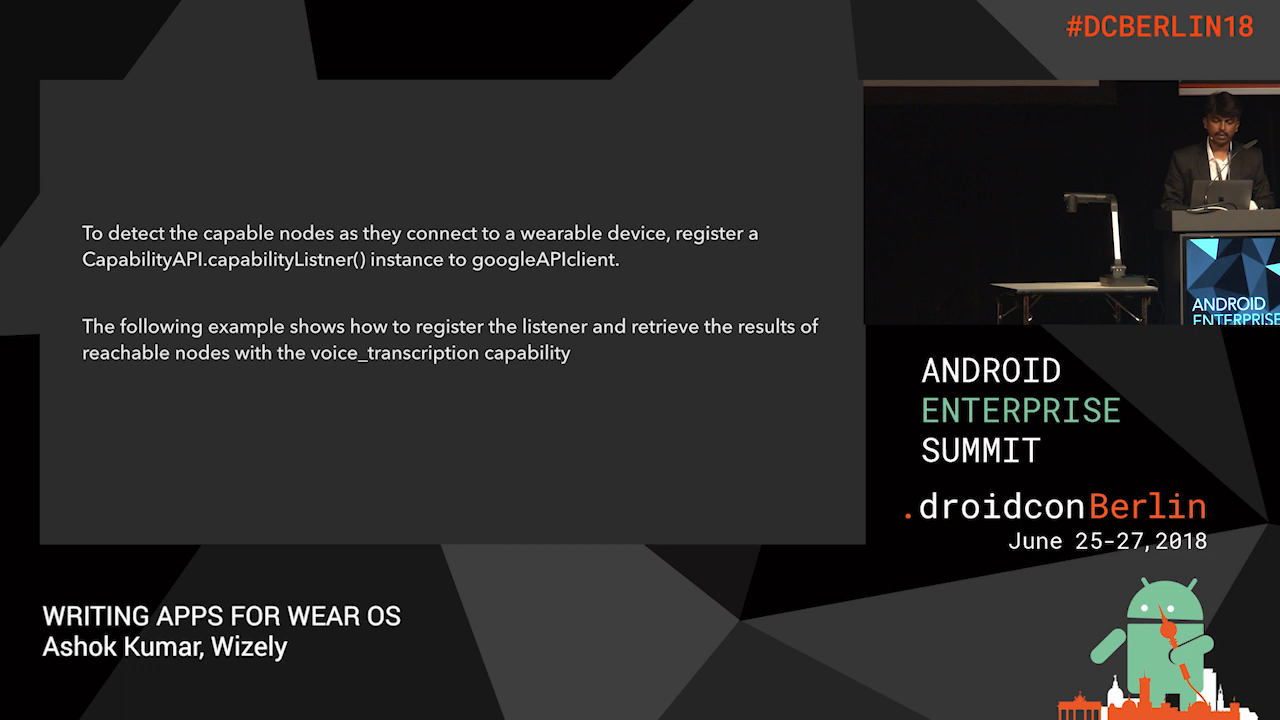 #DCBERLIN18
To detect the capable nodes as they connect to a wearable device, register a
CapabilityAPI.capabilityListner() instance to googleAPIclient.
The following example shows how to register the listener and retrieve the results of
reachable nodes with the voice_transcription capability
ANDROID
ENTERPRISE
ANDROID
ENTERPRISE
SUMMIT
.droidconBerlin
June 25-27,2018
WRITING APPS FOR WEAR OS
Ashok Kumar, Wizely